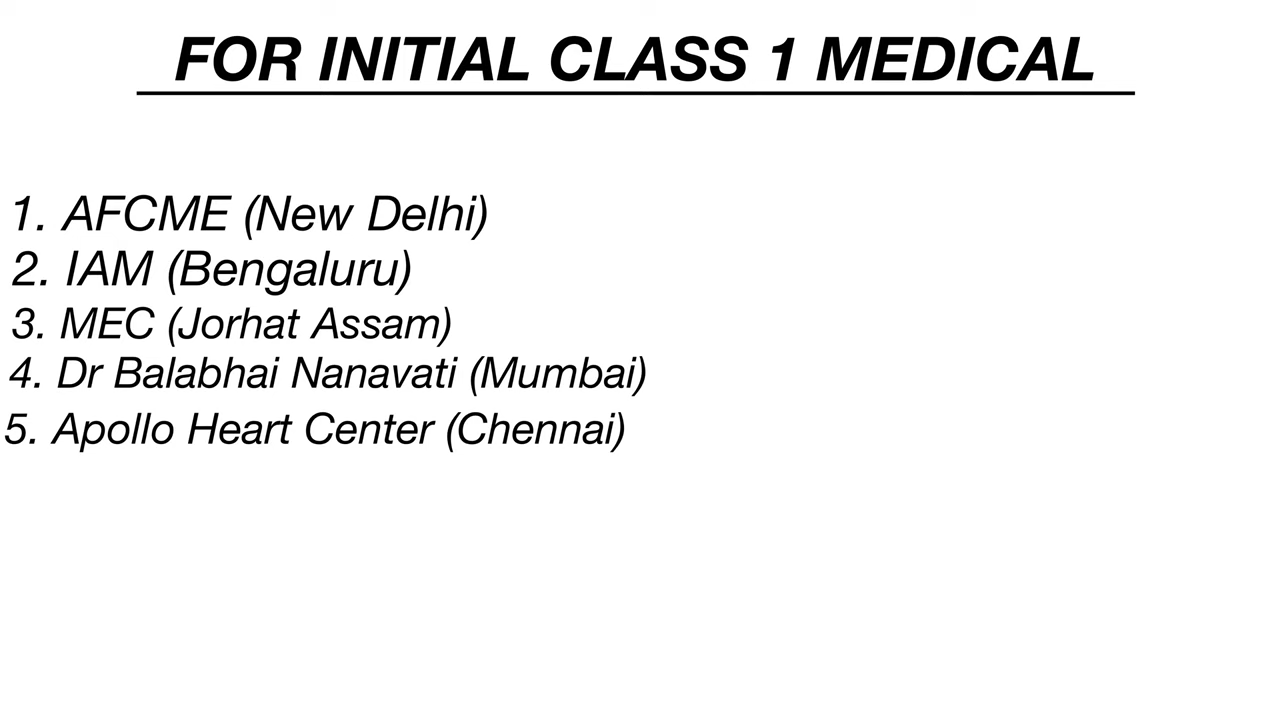 FOR INITIAL CLASS 1 MEDICAL
1. AFCME (New Delhi)
2. IAM (Bengaluru)
3. MEC (Jorhat Assam)
4. Dr Balabhai Nanavati (Mumbai)
5. Apollo Heart Center (Chennai)